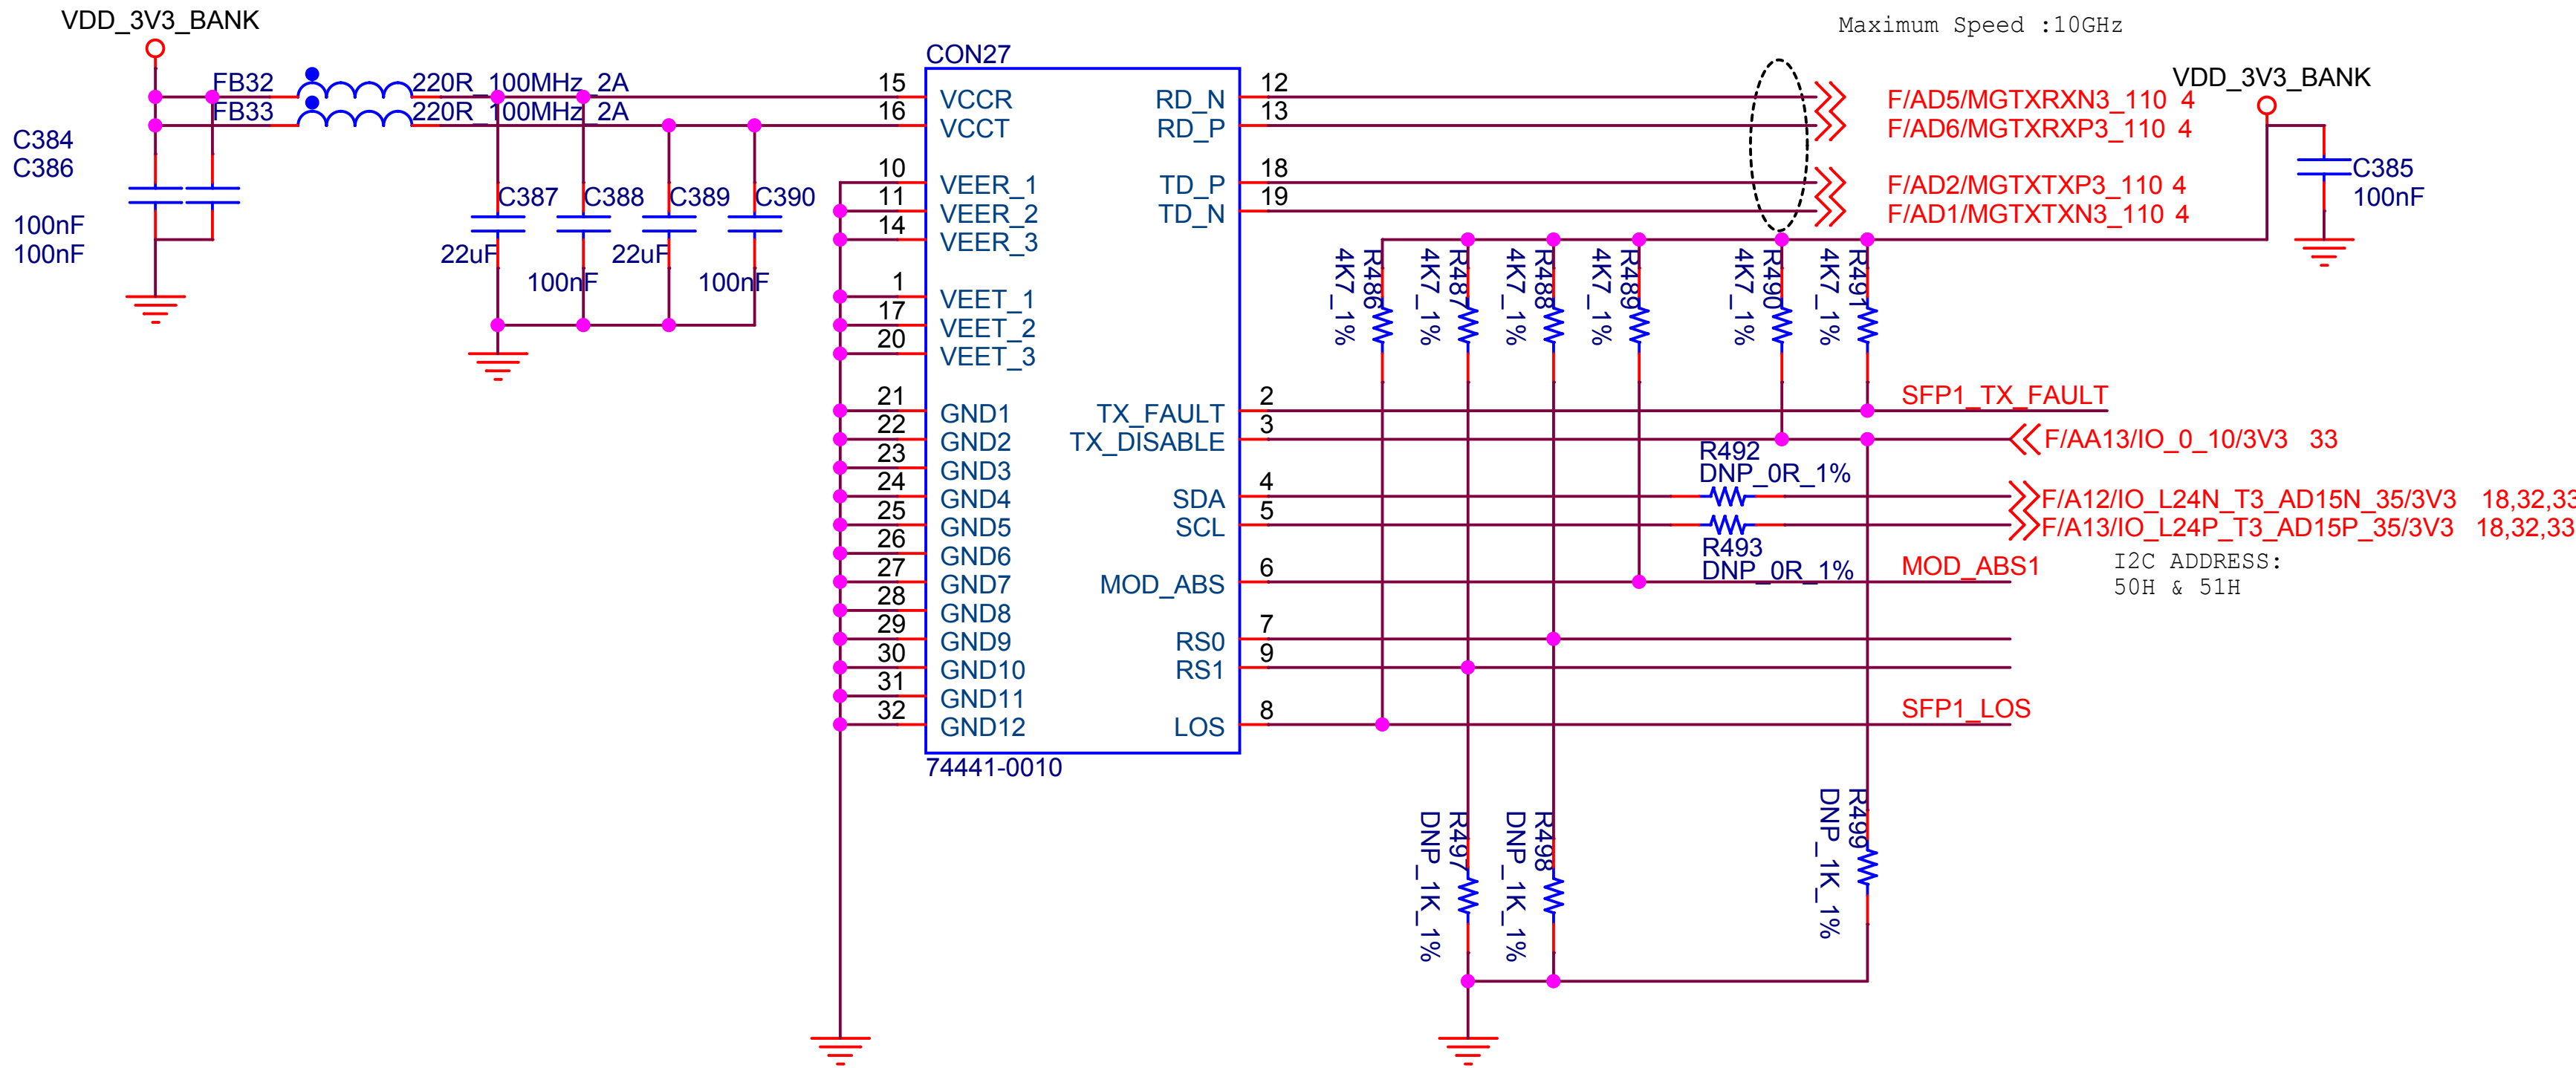 Maximum Speed :10GHz
VDD_3V3_BANK
VDD_3V3_BANK
CON27
FB32
220R_100MHz_2A
FB33
220R_100MHz_2A
C384
C386
100nF
100nF
C387
22uF
C388
100nF
C389
22uF
C390
100nF
15 VCCR
16 VCCT
10 VEER_1
11 VEER_2
14 VEER_3
1 VEET_1
17 VEET_2
20 VEET_3
21 GND1
22 GND2
23 GND3
24 GND4
25 GND5
26 GND6
27 GND7
28 GND8
29 GND9
30 GND10
31 GND11
32 GND12
74441-0010
RD_N 12
RD_P 13
TD_P 18
TD_N 19
TX_FAULT 2
TX_DISABLE 3
SDA 4
SCL 5
MOD_ABS 6
RS0 7
RS1 9
LOS 8
F/AD5/MGTXRXN3_110 4
F/AD6/MGTXRXP3_110 4
F/AD2/MGTXTXP3_110 4
F/AD1/MGTXTXN3_110 4
C385
100nF
R486
4K7_1%
R487
4K7_1%
R488
4K7_1%
R489
4K7_1%
R490
4K7_1%
R491
4K7_1%
SFP1_TX_FAULT
F/AA13/IO_0_10/3V3 33
R492
DNP_0R_1%
F/A12/IO_L24N_T3_AD15N_35/3V3 18,32,33
F/A13/IO_L24P_T3_AD15P_35/3V3 18,32,33
R493
DNP_0R_1%
MOD_ABS1
I2C ADDRESS:
50H & 51H
SFP1_LOS
R497
DNP_1K_1%
R498
DNP_1K_1%
R499
DNP_1K_1%